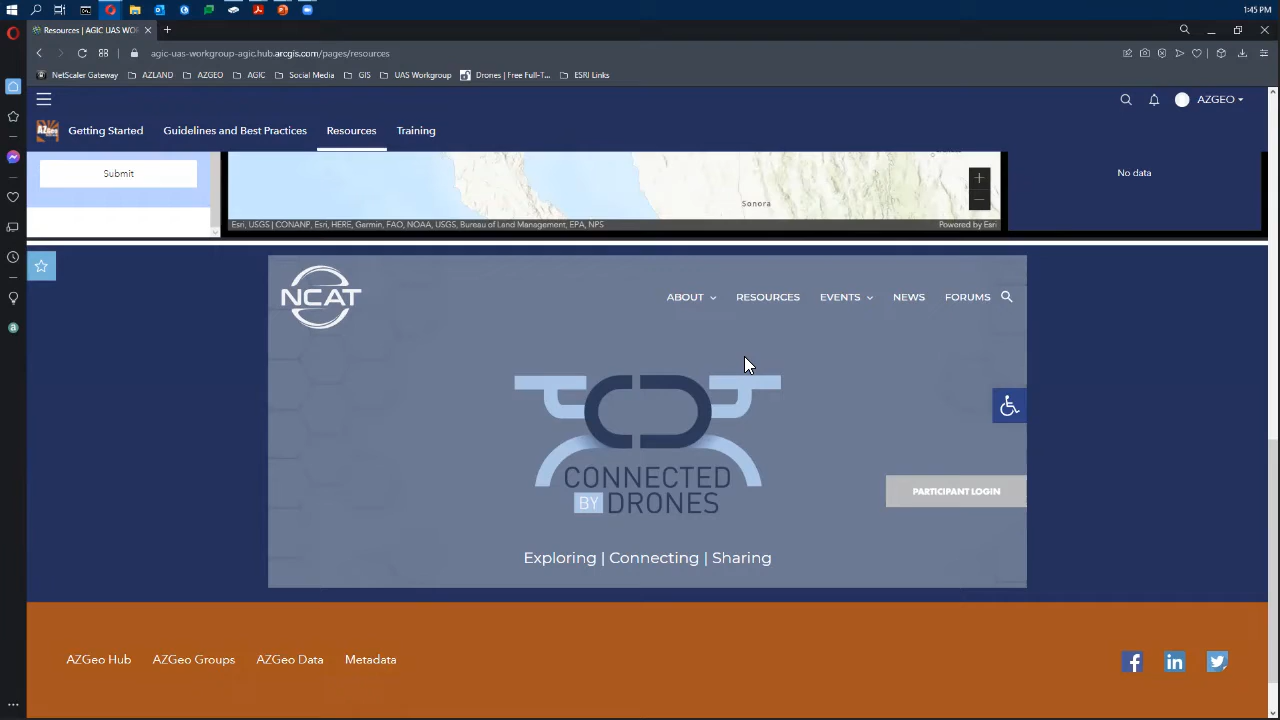 1:45 PM
Resources | AGIC UAS WO
agic-uas-workgroup-agic.hub.arcgis.com/pages/resources
NetScaler Gateway AZLAND AZGEO AGIC Social Media GIS UAS Workgroup Drones | Free Full-T... ESRI Links
AZGEO
AZGeo Getting Started Guidelines and Best Practices Resources Training
Submit
No data
Sonora
Esri, USGS | CONANP, Esri, HERE, Garmin, FAO, NOAA, USGS, Bureau of Land Management, EPA, NPS
Powered by Esri
NCAT
ABOUT RESOURCES EVENTS NEWS FORUMS
CONNECTED
BY DRONES
PARTICIPANT LOGIN
Exploring | Connecting | Sharing
AZGeo Hub AZGeo Groups AZGeo Data Metadata